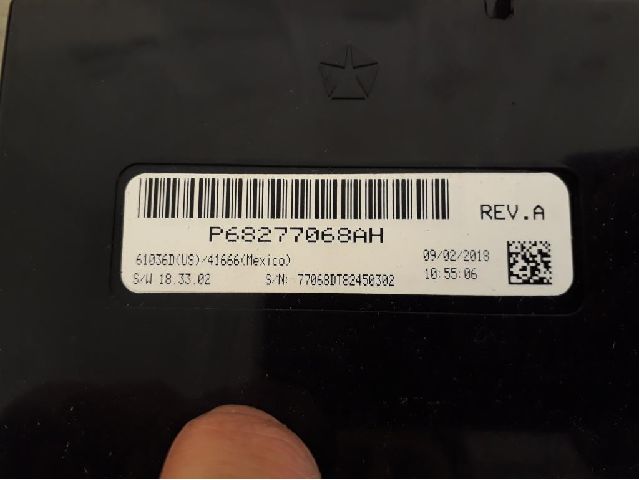 REV.A
P68277068AH
61036D(US)/41666(Mexico)
09/02/2018
S/W 18.33.02
S/N: 77068DT82450302
10:55:06